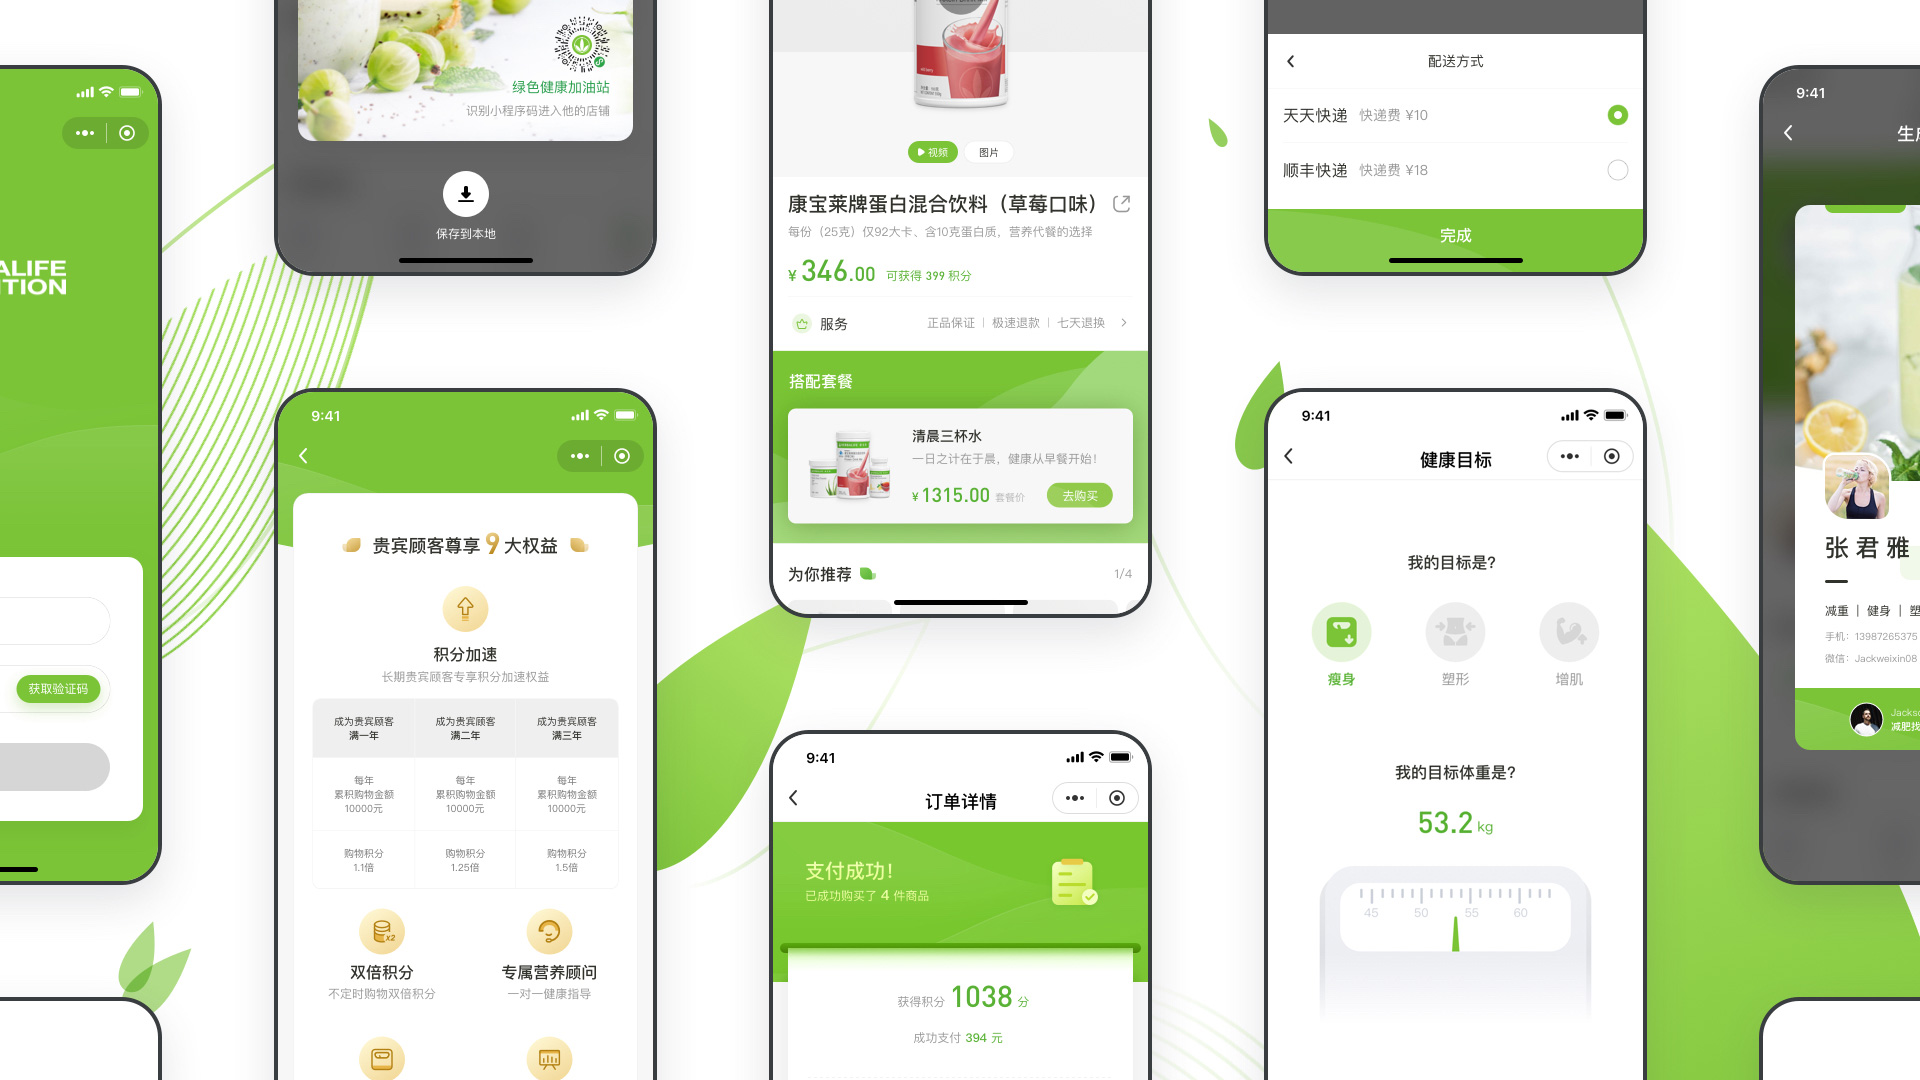 ALIFE
ITION
获取验证码
绿色健康加油站
识别小程序码进入他的店铺
保存到本地
9:41
贵宾顾客尊享9大权益
积分加速
长期贵宾顾客专享积分加速权益
成为贵宾顾客 成为贵宾顾客 成为贵宾顾客
满一年 满二年 满三年
每年 每年 每年
累积购物金额 累积购物金额 累积购物金额
10000元 10000元 10000元
购物积分 购物积分 购物积分
1.1倍 1.25倍 1.5倍
x2
双倍积分 专属营养顾问
不定时购物双倍积分 一对一健康指导
视频 图片
康宝莱牌蛋白混合饮料（草莓口味）
每份（25克）仅92大卡、含10克蛋白质，营养代餐的选择
¥346.00 可获得 399 积分
服务 正品保证 | 极速退款 | 七天退换
搭配套餐
清晨三杯水
一日之计在于晨，健康从早餐开始！
¥1315.00 套餐价 去购买
为你推荐 1/4
9:41
订单详情
支付成功！
已成功购买了 4 件商品
获得积分 1038 分
成功支付 394 元
配送方式
天天快递 快递费 ¥10
顺丰快递 快递费 ¥18
完成
9:41
健康目标
我的目标是?
瘦身 塑形 增肌
我的目标体重是?
53.2 kg
45 50 55 60
9:41
生
张君雅
减重 | 健身 | 塑
手机：13987265375
微信：Jackweixin08
Jacks
减肥找